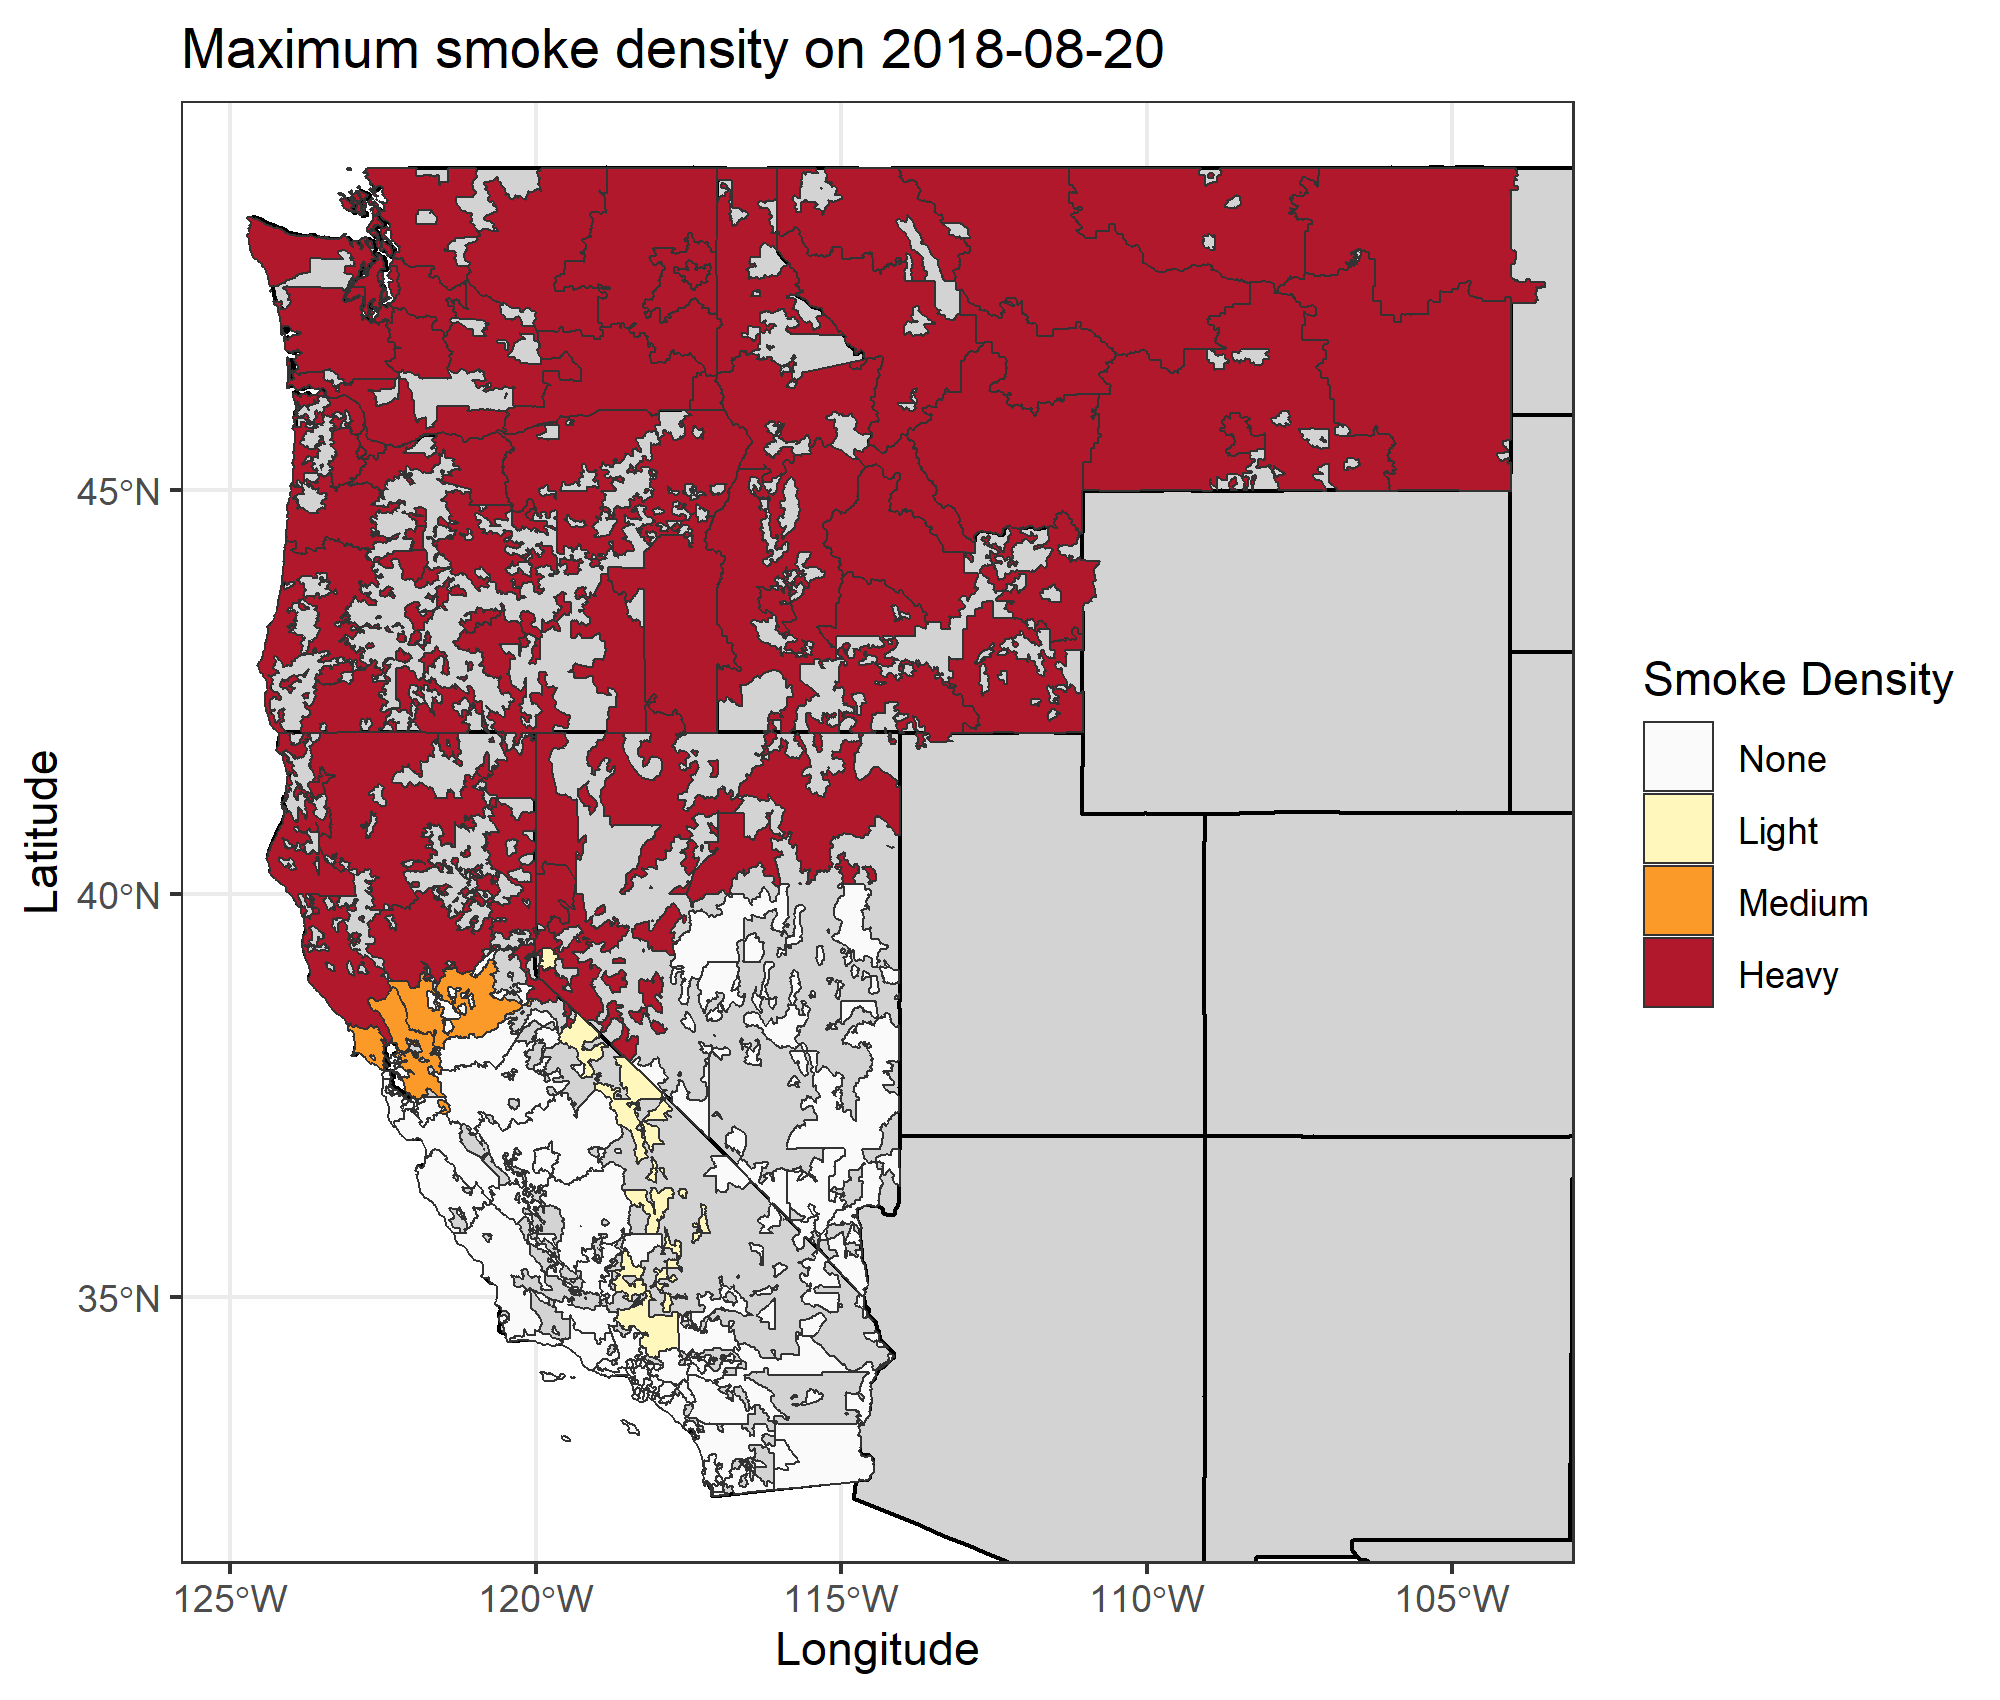 Maximum smoke density on 2018-08-20
45°N
40°N
35°N
Latitude
125°W
120°W
115°W
110°W
105°W
Longitude
Smoke Density
None
Light
Medium
Heavy